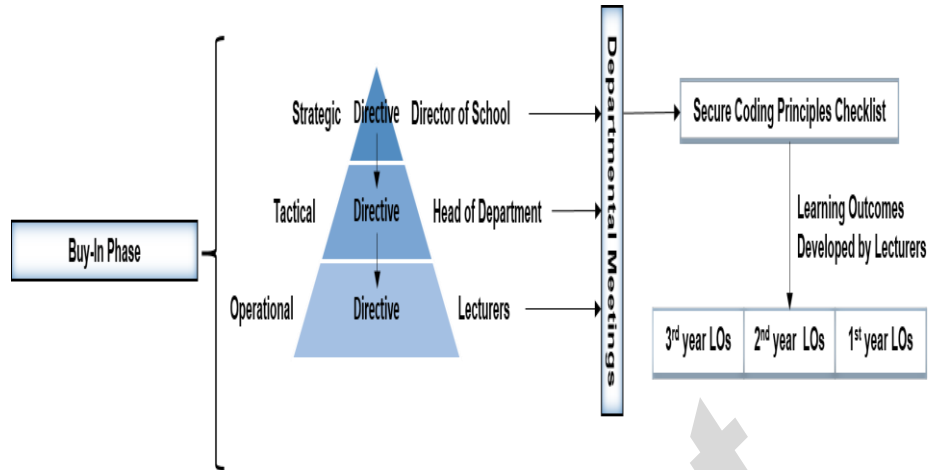 Buy-In Phase
Strategic
Directive
Director of School
Tactical
Directive
Head of Department
Operational
Directive
Lecturers
Departmental Meetings
Secure Coding Principles Checklist
Learning Outcomes
Developed by Lecturers
3rd year LOs
2nd year LOs
1st year LOs